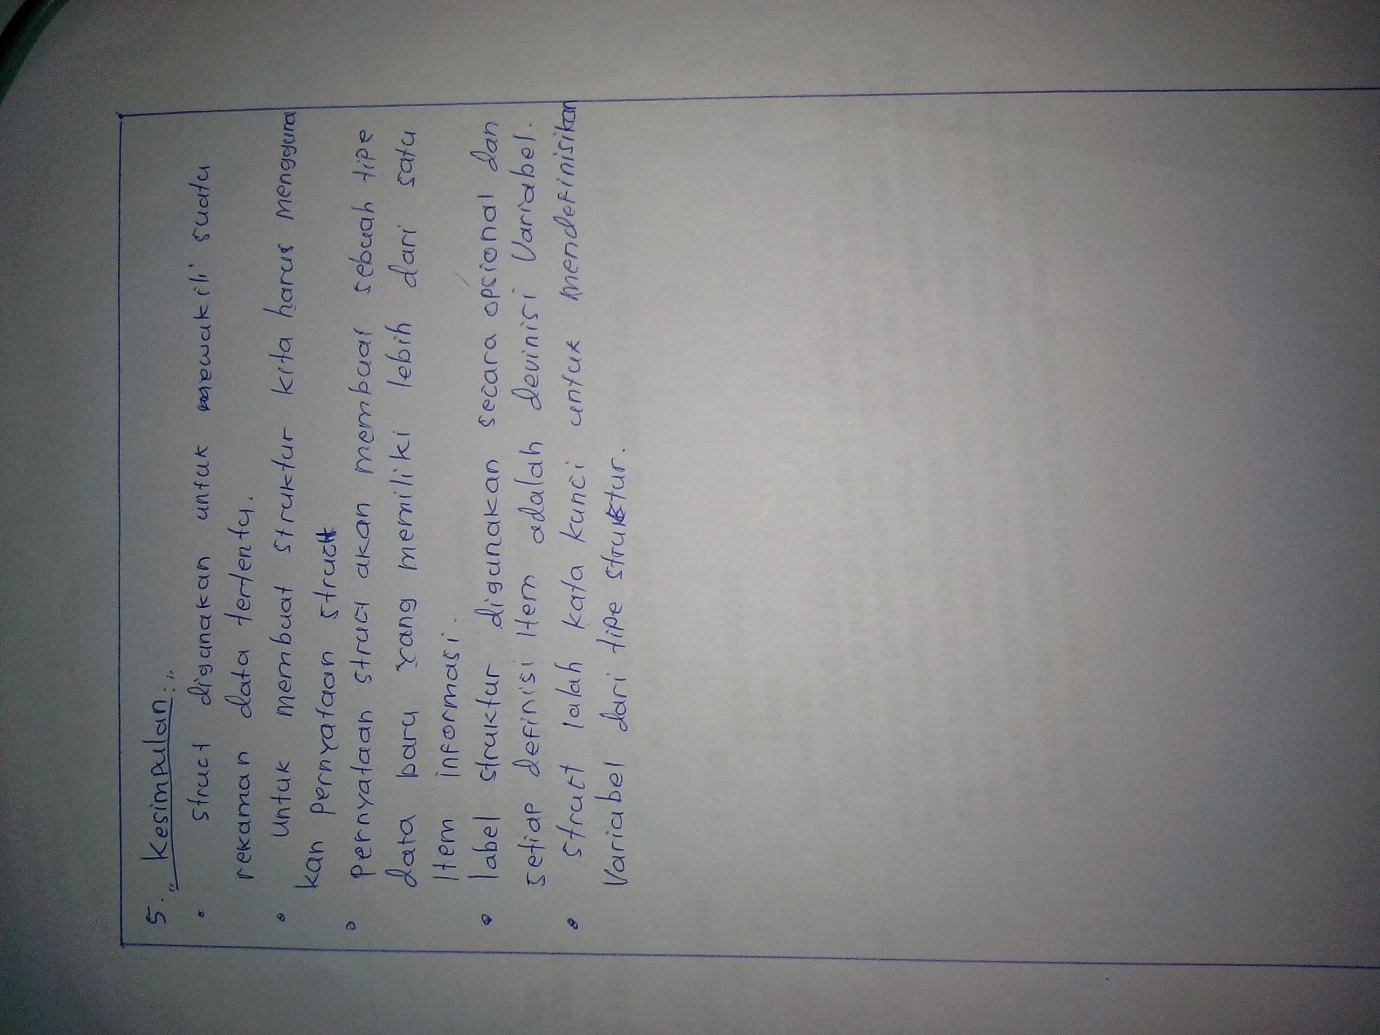 5. „ Kesimpulan: „
• struct digunakan untuk mewakili suatu
rekaman data tertentu.
• untuk membuat struktur kita harus mengguna
kan pernyataan struct
• pernyataan struct akan membuat sebuah tipe
data baru yang memiliki lebih dari satu
Item informasi.
• label struktur digunakan secara opsional dan
setiap definisi Item adalah devinisi Variabel.
• struct Ialah kata kunci untuk mendefinisikan
Variabel dari tipe struktur.